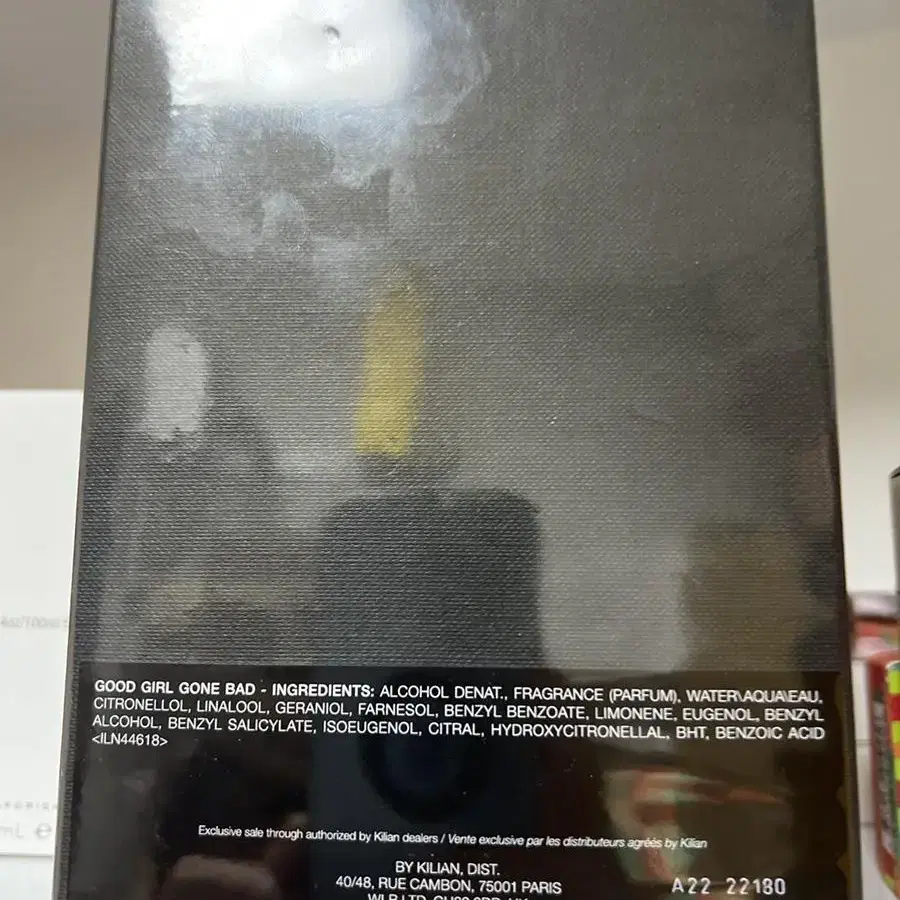 GOOD GIRL GONE BAD - INGREDIENTS: ALCOHOL DENAT., FRAGRANCE (PARFUM), WATER\AQUA\EAU,
CITRONELLOL, LINALOOL, GERANIOL, FARNESOL, BENZYL BENZOATE, LIMONENE, EUGENOL, BENZYL
ALCOHOL, BENZYL SALICYLATE, ISOEUGENOL, CITRAL, HYDROXYCITRONELLAL, BHT, BENZOIC ACID
<ILN44618>
Exclusive sale through authorized by Kilian dealers / Vente exclusive par les distributeurs agréés by Kilian
BY KILIAN, DIST.
40/48, RUE CAMBON, 75001 PARIS
A22 22180
mL e